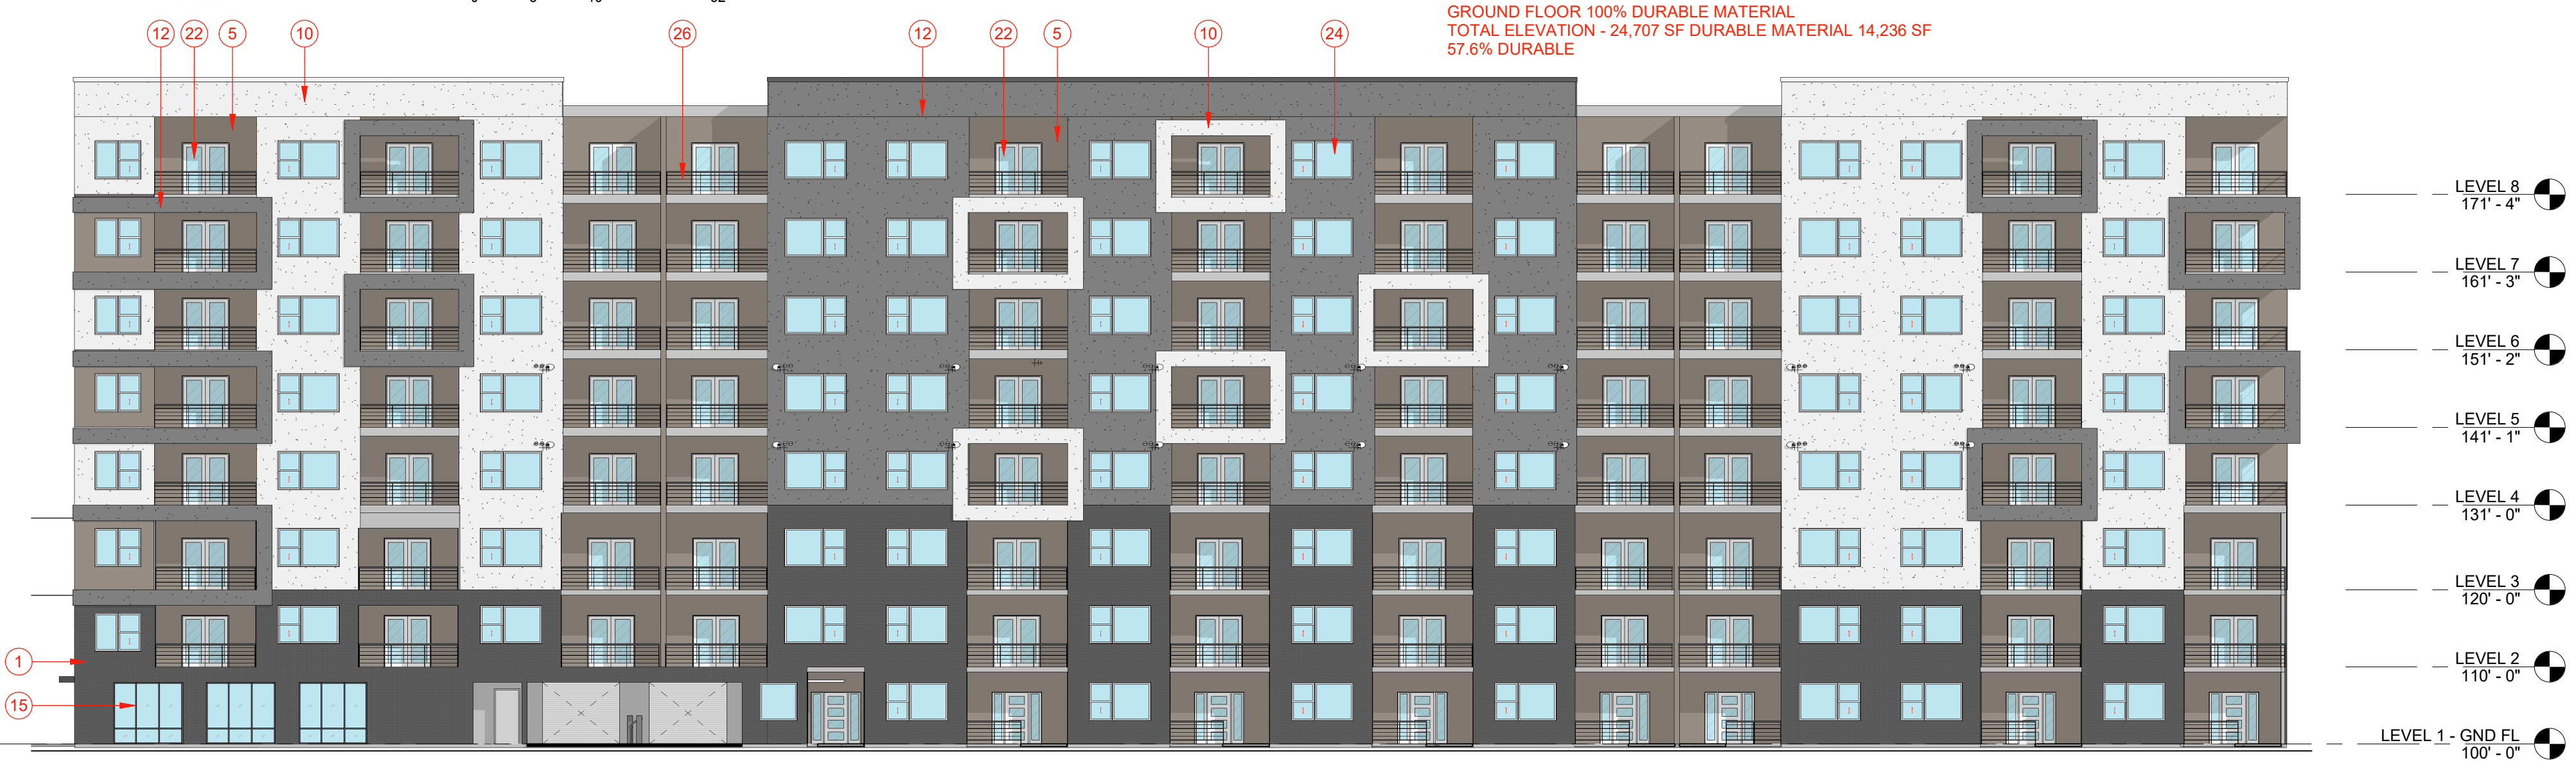 GROUND FLOOR 100% DURABLE MATERIAL
TOTAL ELEVATION - 24,707 SF DURABLE MATERIAL 14,236 SF
57.6% DURABLE
12 22 5 10 26 12 22 5 10 24
LEVEL 8
171' - 4"
LEVEL 7
161' - 3"
LEVEL 6
151' - 2"
LEVEL 5
141' - 1"
LEVEL 4
131' - 0"
LEVEL 3
120' - 0"
1
LEVEL 2
110' - 0"
15
LEVEL 1 - GND FL
100' - 0"